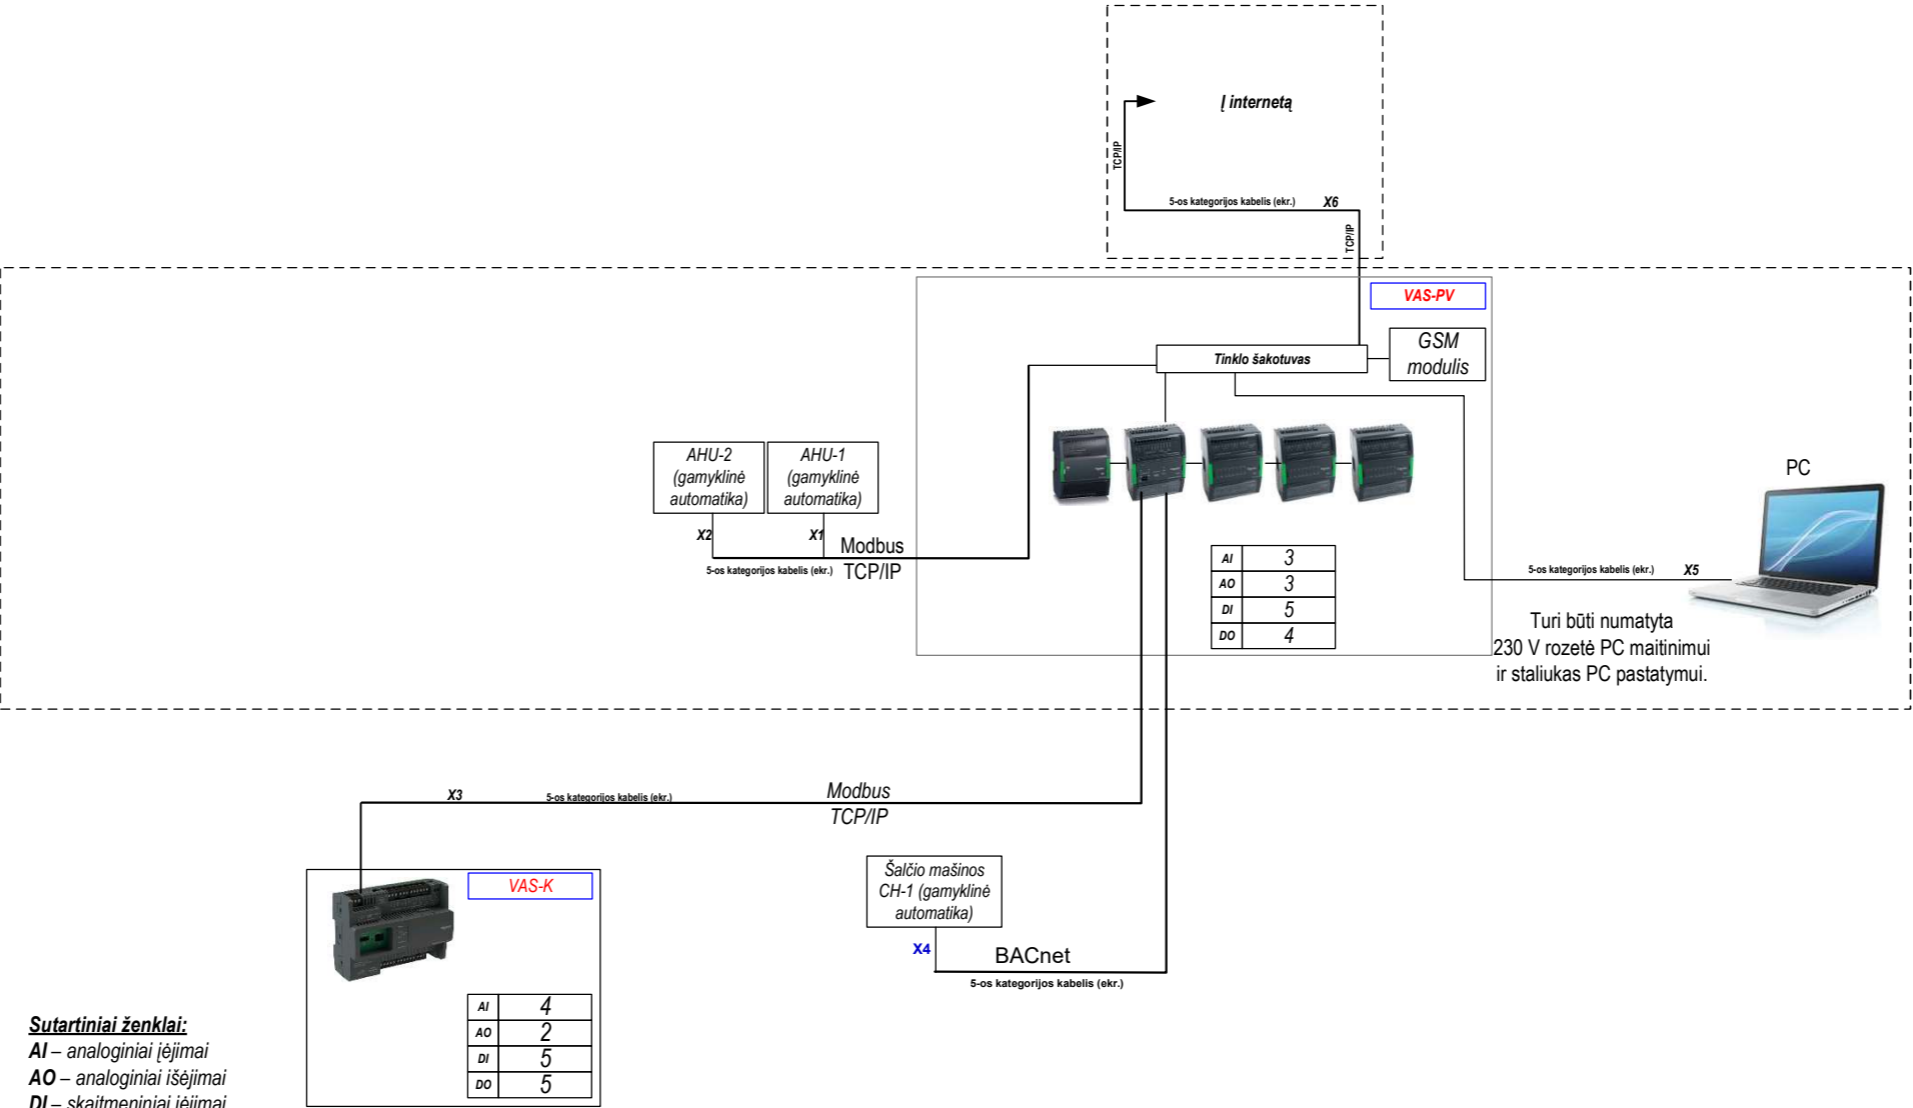 Į internetą
TCP/IP
5-os kategorijos kabelis (ekr.) X6
TCP/IP
VAS-PV
GSM
modulis
Tinklo šakotuvas
AHU-2
(gamyklinė
automatika)
AHU-1
(gamyklinė
automatika)
X2
X1
Modbus
TCP/IP
5-os kategorijos kabelis (ekr.)
AI 3
AO 3
DI 5
DO 4
PC
5-os kategorijos kabelis (ekr.) X5
Turi būti numatyta
230 V rozetė PC maitinimui
ir staliukas PC pastatymui.
X3
5-os kategorijos kabelis (ekr.)
Modbus
TCP/IP
VAS-K
Šalčio mašinos
CH-1 (gamyklinė
automatika)
X4
BACnet
5-os kategorijos kabelis (ekr.)
AI 4
AO 2
DI 5
DO 5
Sutartiniai ženklai:
AI – analoginiai įėjimai
AO – analoginiai išėjimai
DI – skaitmeniniai įėjimai